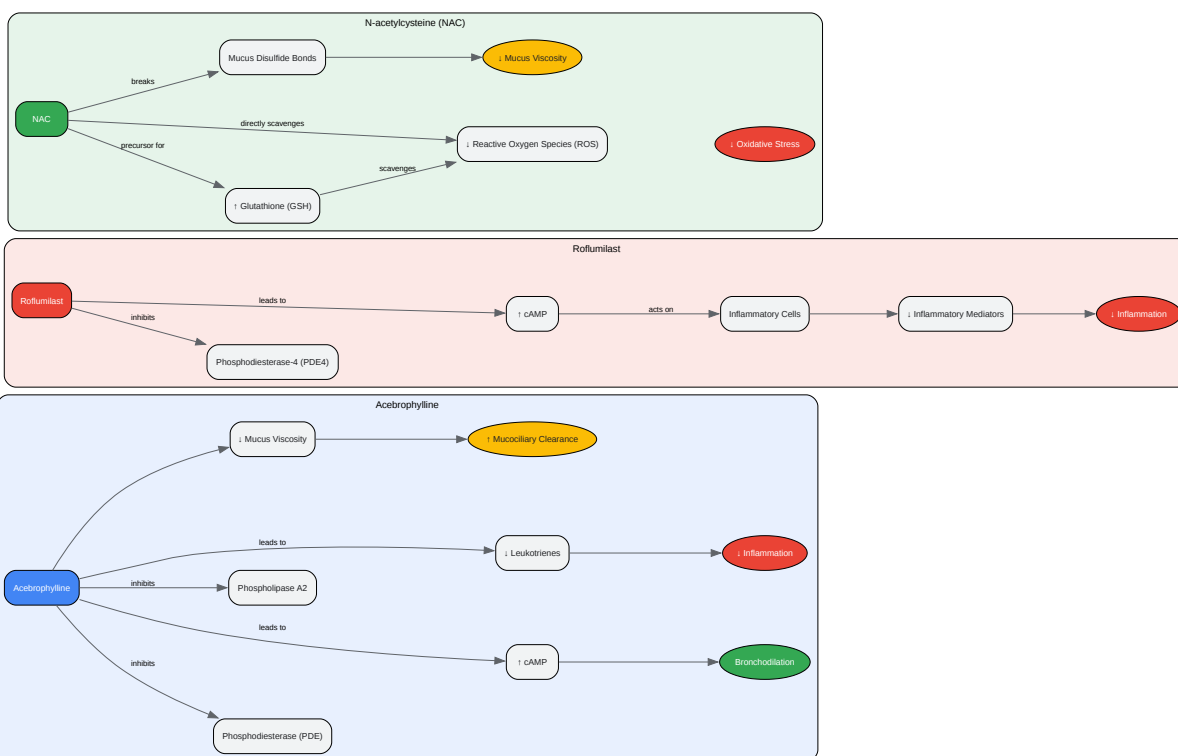 N-acetylcysteine (NAC)
Mucus Disulfide Bonds
↓ Mucus Viscosity
breaks
NAC
directly scavenges
↓ Reactive Oxygen Species (ROS)
↓ Oxidative Stress
precursor for
scavenges
↑ Glutathione (GSH)
Roflumilast
Roflumilast
leads to
↑ cAMP
acts on
Inflammatory Cells
↓ Inflammatory Mediators
↓ Inflammation
inhibits
Phosphodiesterase-4 (PDE4)
Acebrophylline
↓ Mucus Viscosity
↑ Mucociliary Clearance
leads to
↓ Leukotrienes
↓ Inflammation
Acebrophylline
inhibits
Phospholipase A2
leads to
↑ cAMP
Bronchodilation
inhibits
Phosphodiesterase (PDE)